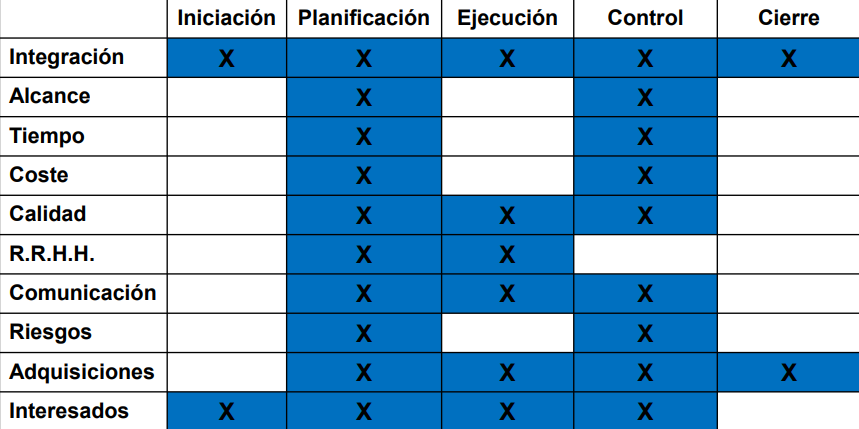 Iniciación Planificación Ejecución Control Cierre
Integración X X X X X
Alcance X X
Tiempo X X
Coste X X
Calidad X X X
R.R.H.H. X X
Comunicación X X X
Riesgos X X
Adquisiciones X X X X
Interesados X X X X